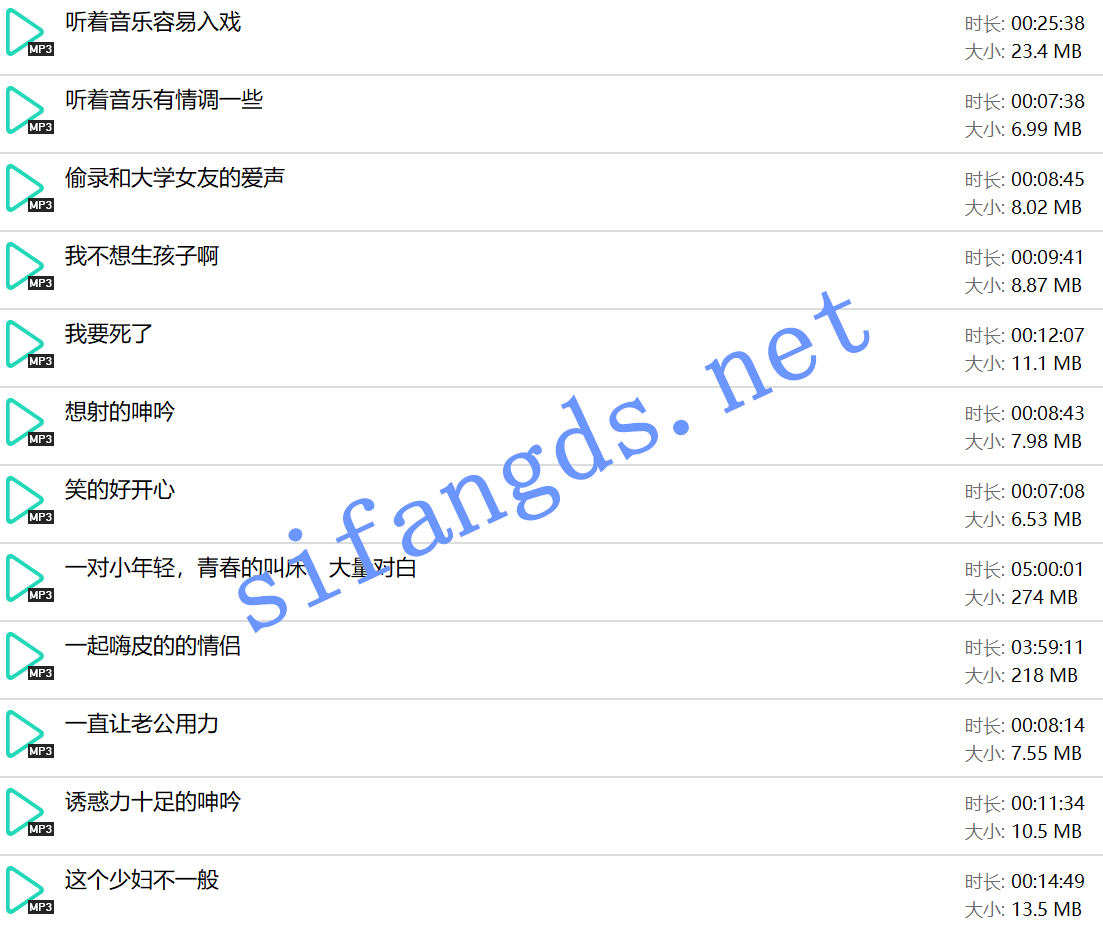 听着音乐容易入戏
时长: 00:25:38
MP3
大小: 23.4 MB
听着音乐有情调一些
时长: 00:07:38
MP3
大小: 6.99 MB
偷录和大学女友的爱声
时长: 00:08:45
MP3
大小: 8.02 MB
我不想生孩子啊
时长: 00:09:41
MP3
大小: 8.87 MB
我要死了
时长: 00:12:07
MP3
大小: 11.1 MB
想射的呻吟
时长: 00:08:43
MP3
大小: 7.98 MB
笑的好开心
时长: 00:07:08
MP3
大小: 6.53 MB
一对小年轻，青春的叫床，大量对白
时长: 05:00:01
MP3
大小: 274 MB
一起嗨皮的的情侣
时长: 03:59:11
MP3
大小: 218 MB
一直让老公用力
时长: 00:08:14
MP3
大小: 7.55 MB
诱惑力十足的呻吟
时长: 00:11:34
MP3
大小: 10.5 MB
这个少妇不一般
时长: 00:14:49
MP3
大小: 13.5 MB
sifangds.net